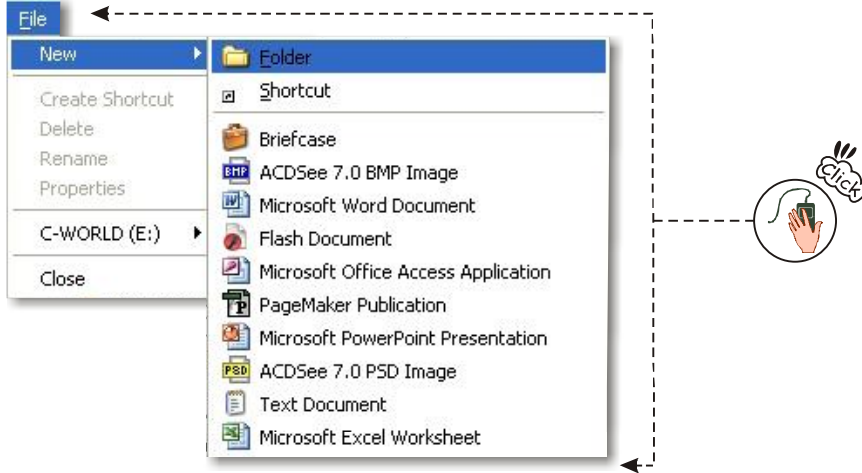 File
New
Create Shortcut
Delete
Rename
Properties
C-WORLD (E:)
Close
Folder
Shortcut
Briefcase
BMP ACDSee 7.0 BMP Image
Microsoft Word Document
Flash Document
Microsoft Office Access Application
PageMaker Publication
Microsoft PowerPoint Presentation
PSD ACDSee 7.0 PSD Image
Text Document
Microsoft Excel Worksheet
Click